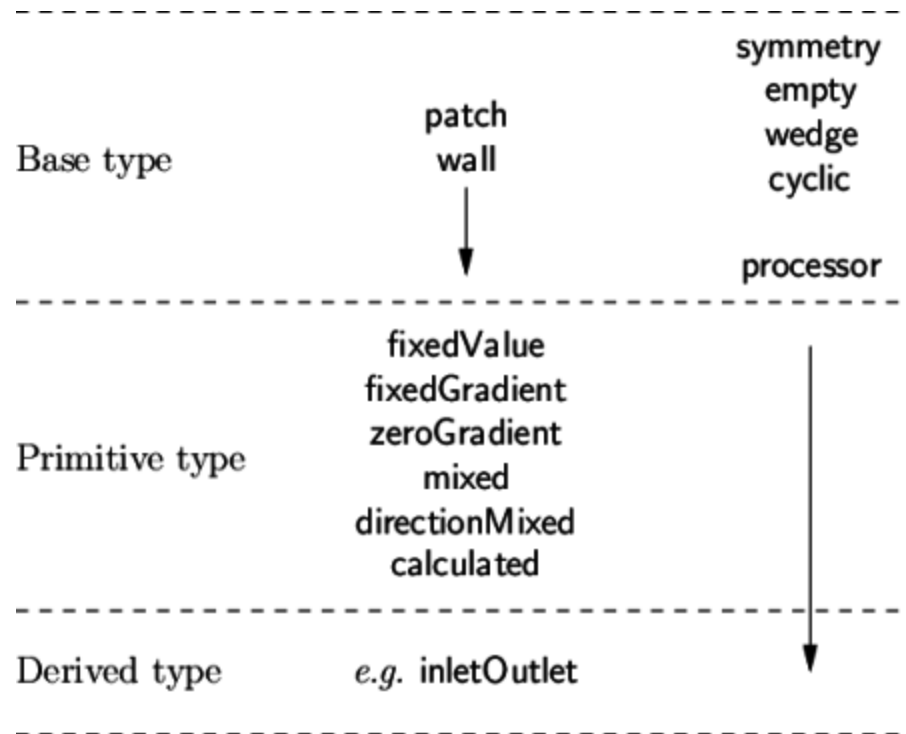 symmetry
empty
patch
wedge
Base type
wall
cyclic
processor
fixedValue
fixedGradient
zeroGradient
Primitive type
mixed
directionMixed
calculated
Derived type
e.g. inletOutlet